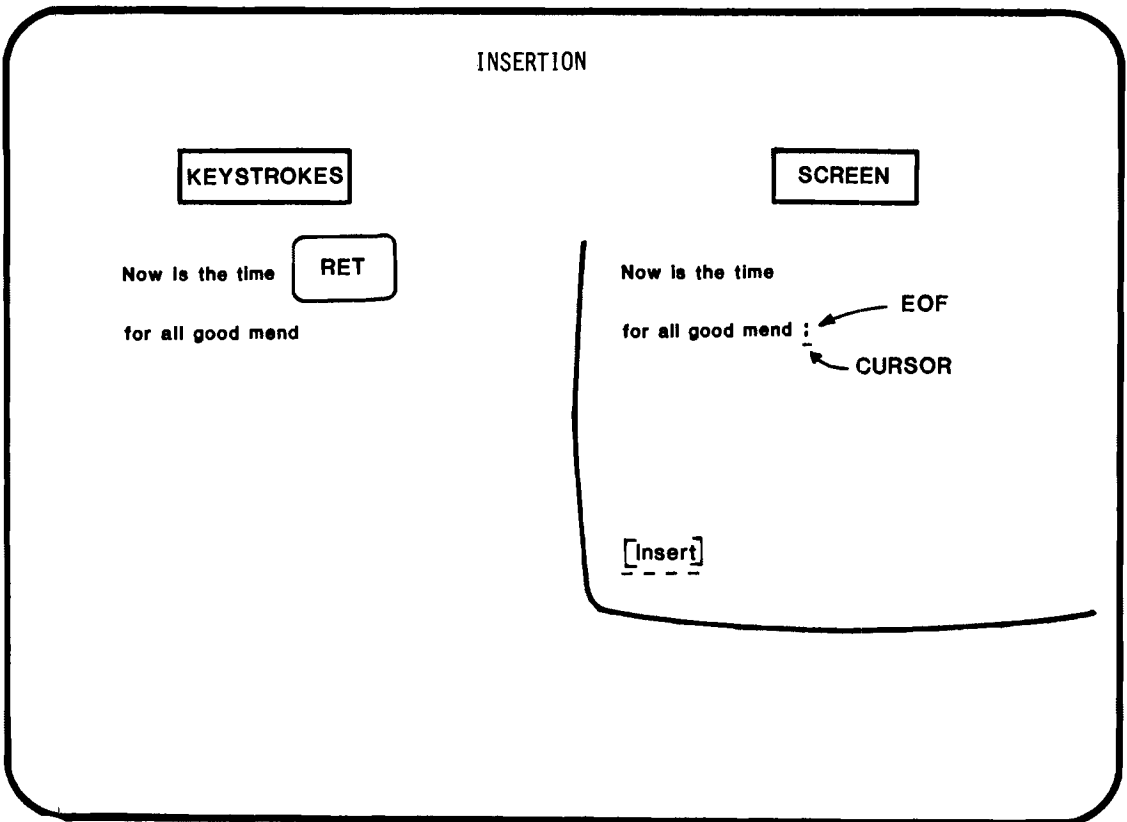 INSERTION
KEYSTROKES
Now is the time RET
for all good mend
SCREEN
Now is the time
for all good mend :
EOF
CURSOR
[Insert]